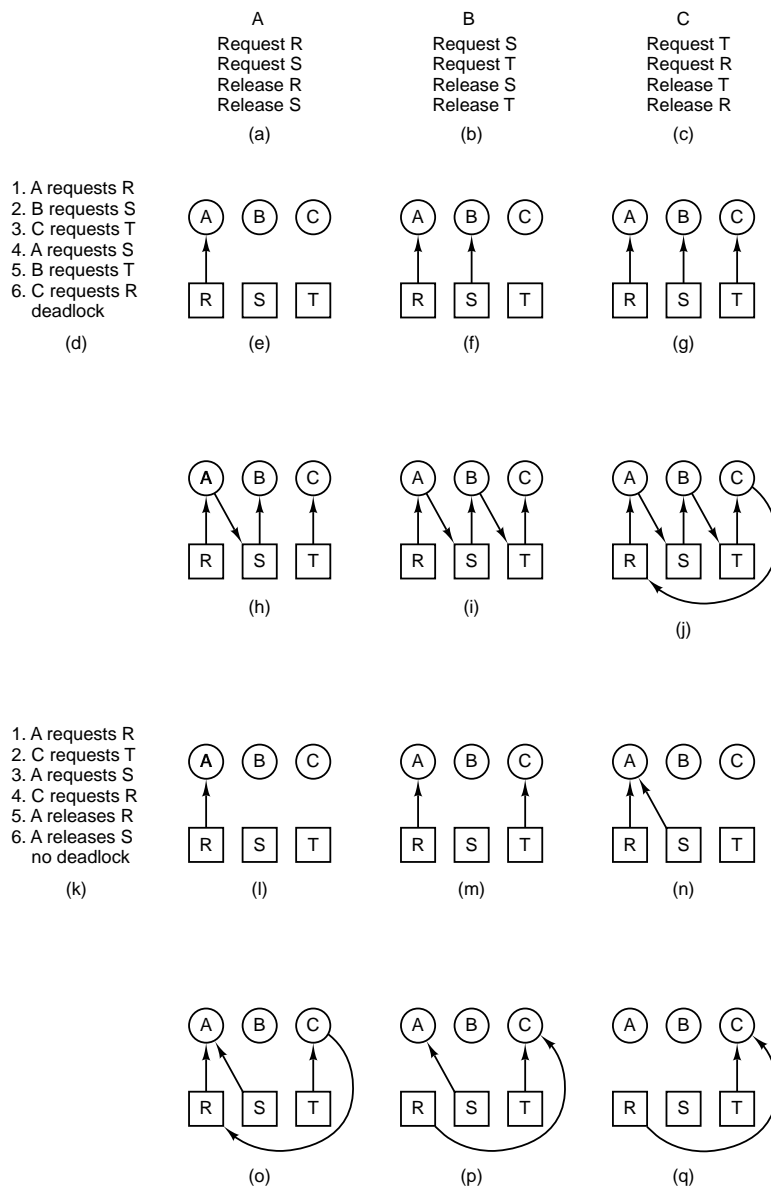 A B C
Request R Request S Request T
Request S Request T Request R
Release R Release S Release T
Release S Release T Release R
(a) (b) (c)
1. A requests R
2. B requests S
3. C requests T
4. A requests S
5. B requests T
6. C requests R
deadlock
(d)
A B C
R S T
(e)
A B C
R S T
(f)
A B C
R S T
(g)
A B C
R S T
(h)
A B C
R S T
(i)
A B C
R S T
(j)
1. A requests R
2. C requests T
3. A requests S
4. C requests R
5. A releases R
6. A releases S
no deadlock
(k)
A B C
R S T
(l)
A B C
R S T
(m)
A B C
R S T
(n)
A B C
R S T
(o)
A B C
R S T
(p)
A B C
R S T
(q)